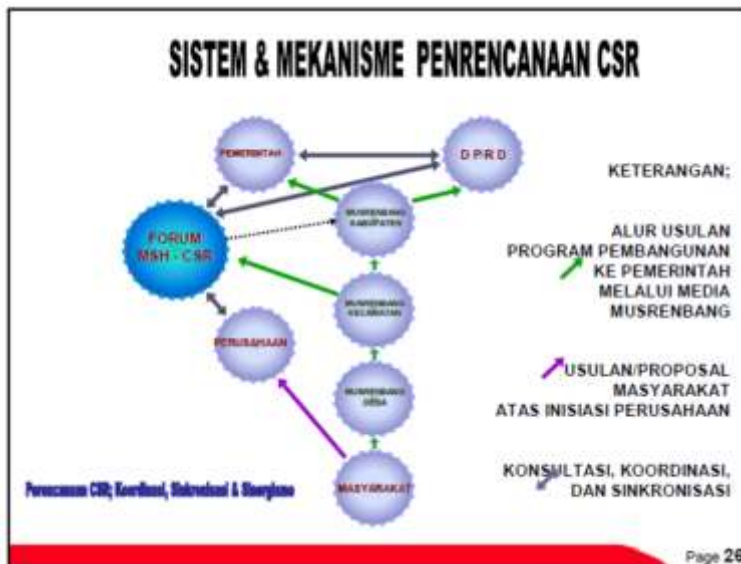 SISTEM & MEKANISME PENRENCANAAN CSR
PEMERINTAH
D P R D
MUSRENBANG
KABUPATEN
FORUM
MSH - CSR
MUSRENBANG
KECAMATAN
PERUSAHAAN
MUSRENBANG
DESA
MASYARAKAT
Perencanaan CSR; Koordinasi, Sinkronisasi & Sinergisme
KETERANGAN;
ALUR USULAN
PROGRAM PEMBANGUNAN
KE PEMERINTAH
MELALUI MEDIA
MUSRENBANG
USULAN/PROPOSAL
MASYARAKAT
ATAS INISIASI PERUSAHAAN
KONSULTASI, KOORDINASI,
DAN SINKRONISASI
Page 26